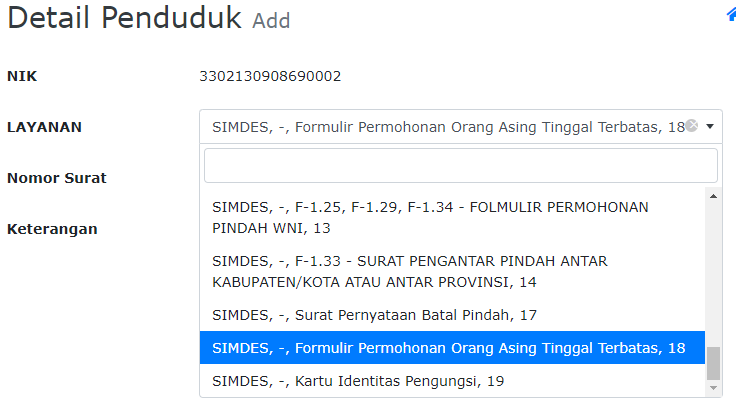 Detail Penduduk Add
NIK 3302130908690002
LAYANAN SIMDES, -, Formulir Permohonan Orang Asing Tinggal Terbatas, 18
Nomor Surat
Keterangan
SIMDES, -, F-1.25, F-1.29, F-1.34 - FOLMULIR PERMOHONAN
PINDAH WNI, 13
SIMDES, -, F-1.33 - SURAT PENGANTAR PINDAH ANTAR
KABUPATEN/KOTA ATAU ANTAR PROVINSI, 14
SIMDES, -, Surat Pernyataan Batal Pindah, 17
SIMDES, -, Formulir Permohonan Orang Asing Tinggal Terbatas, 18
SIMDES, -, Kartu Identitas Pengungsi, 19